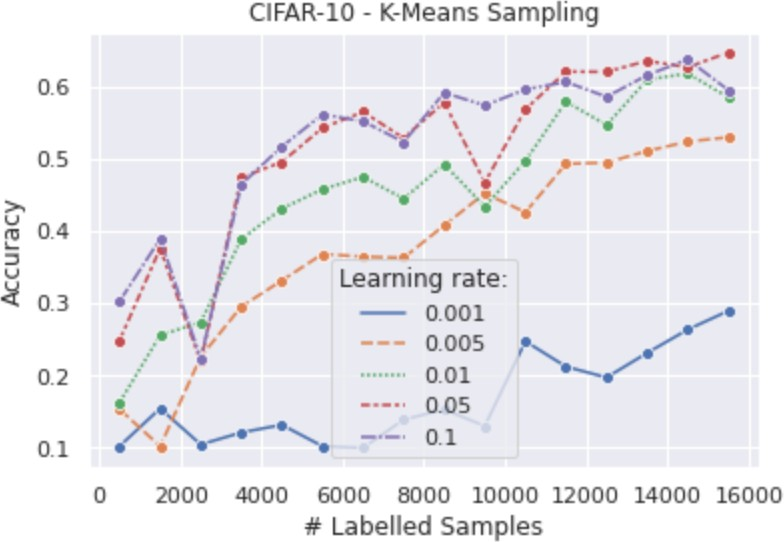 CIFAR-10 - K-Means Sampling
Accuracy
0.6
0.5
0.4
0.3
0.2
0.1
Learning rate:
0.001
0.005
0.01
0.05
0.1
0 2000 4000 6000 8000 10000 12000 14000 16000
# Labelled Samples